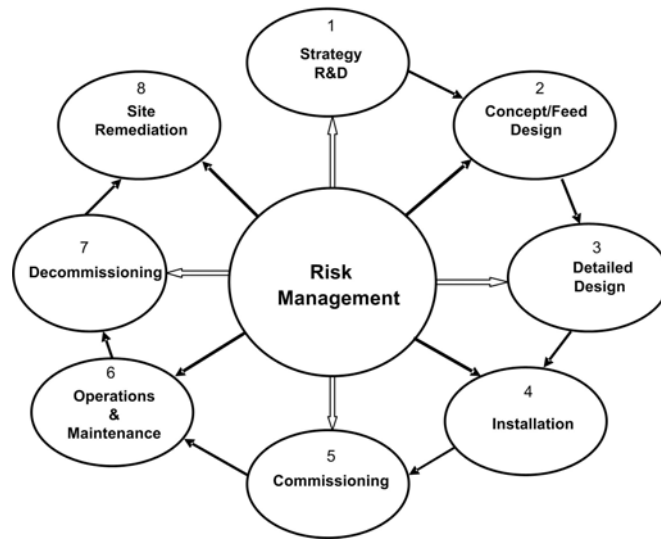 1
Strategy
R&D
2
Concept/Feed
Design
3
Detailed
Design
4
Installation
5
Commissioning
6
Operations
&
Maintenance
7
Decommissioning
8
Site
Remediation
Risk
Management